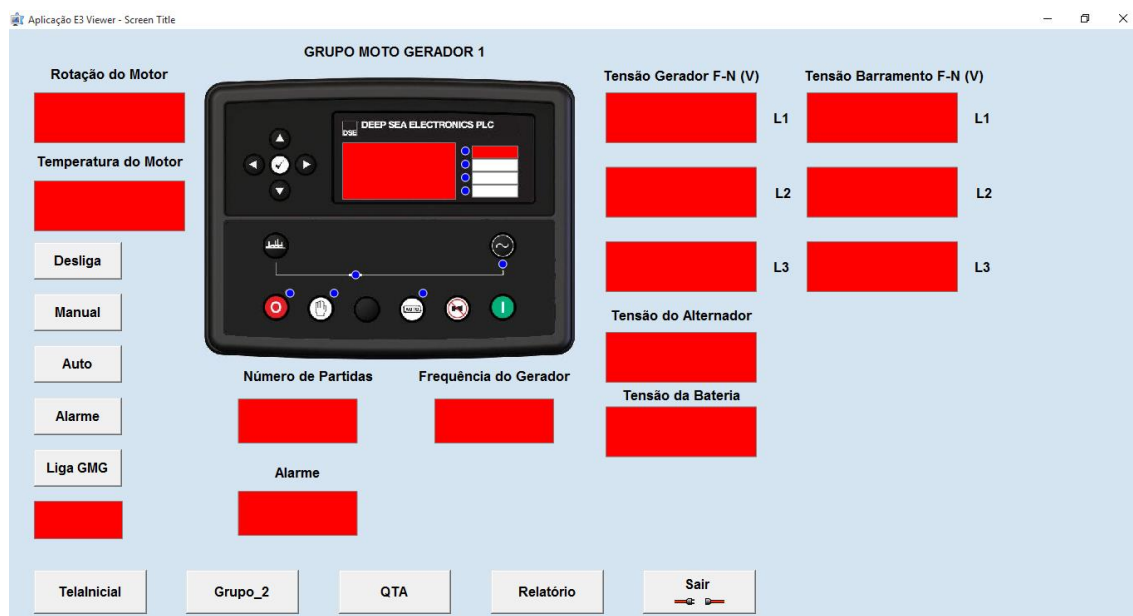 Aplicação E3 Viewer - Screen Title
GRUPO MOTO GERADOR 1
Rotação do Motor
Temperatura do Motor
Desliga
Manual
Auto
Alarme
Liga GMG
DSE
DEEP SEA ELECTRONICS PLC
O
AUTO
I
Número de Partidas
Frequência do Gerador
Alarme
Tensão Gerador F-N (V)
Tensão Barramento F-N (V)
L1
L1
L2
L2
L3
L3
Tensão do Alternador
Tensão da Bateria
TelaInicial
Grupo_2
QTA
Relatório
Sair